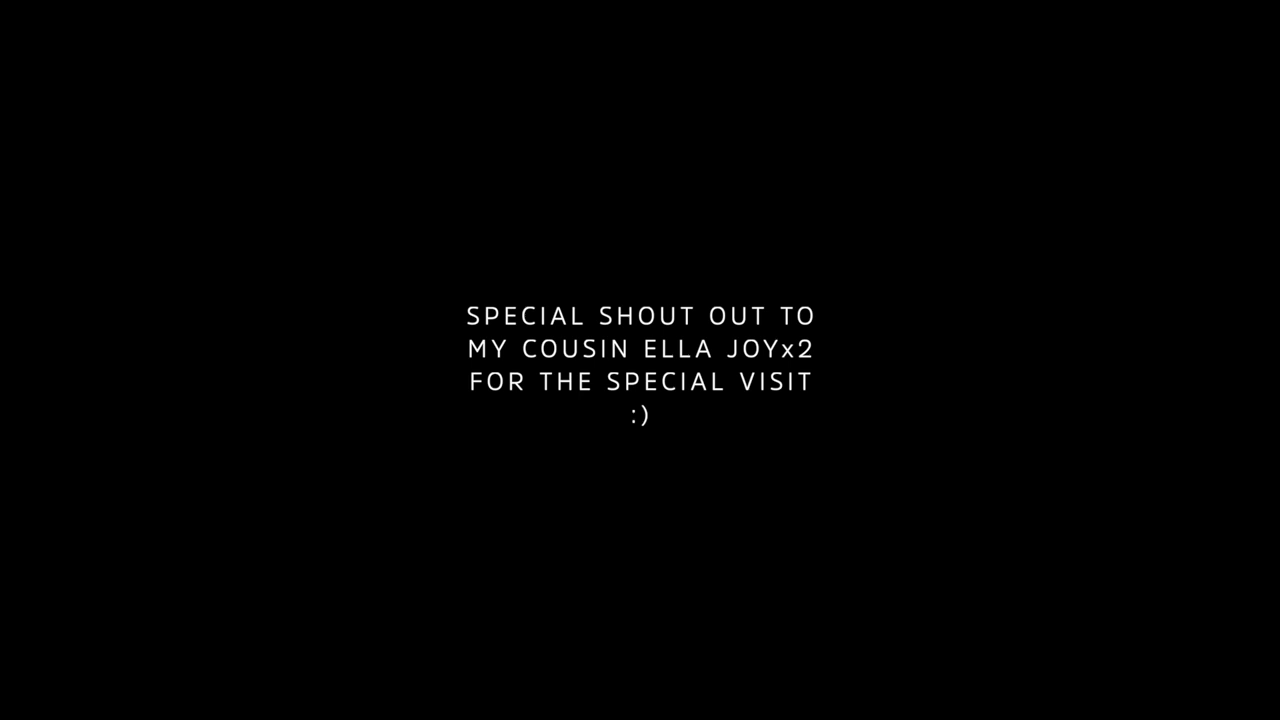 SPECIAL SHOUT OUT TO
MY COUSIN ELLA JOYx2
FOR THE SPECIAL VISIT
:)